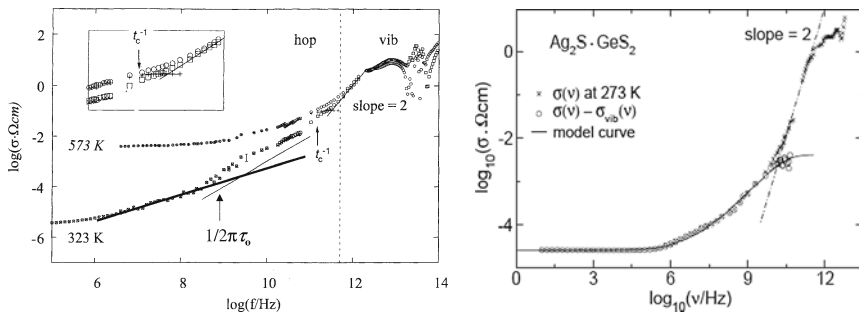 t_c^-1
hop
vib
slope = 2
573 K
t_c^-1
323 K
1/2πτ_o
log(σ·Ωcm)
2
0
-2
-4
-6
6
8
10
12
14
log(f/Hz)
Ag₂S·GeS₂
slope = 2
σ(ν) at 273 K
σ(ν) − σ_vib(ν)
model curve
log₁₀(σ·Ωcm)
0
-2
-4
0
3
6
9
12
log₁₀(ν/Hz)